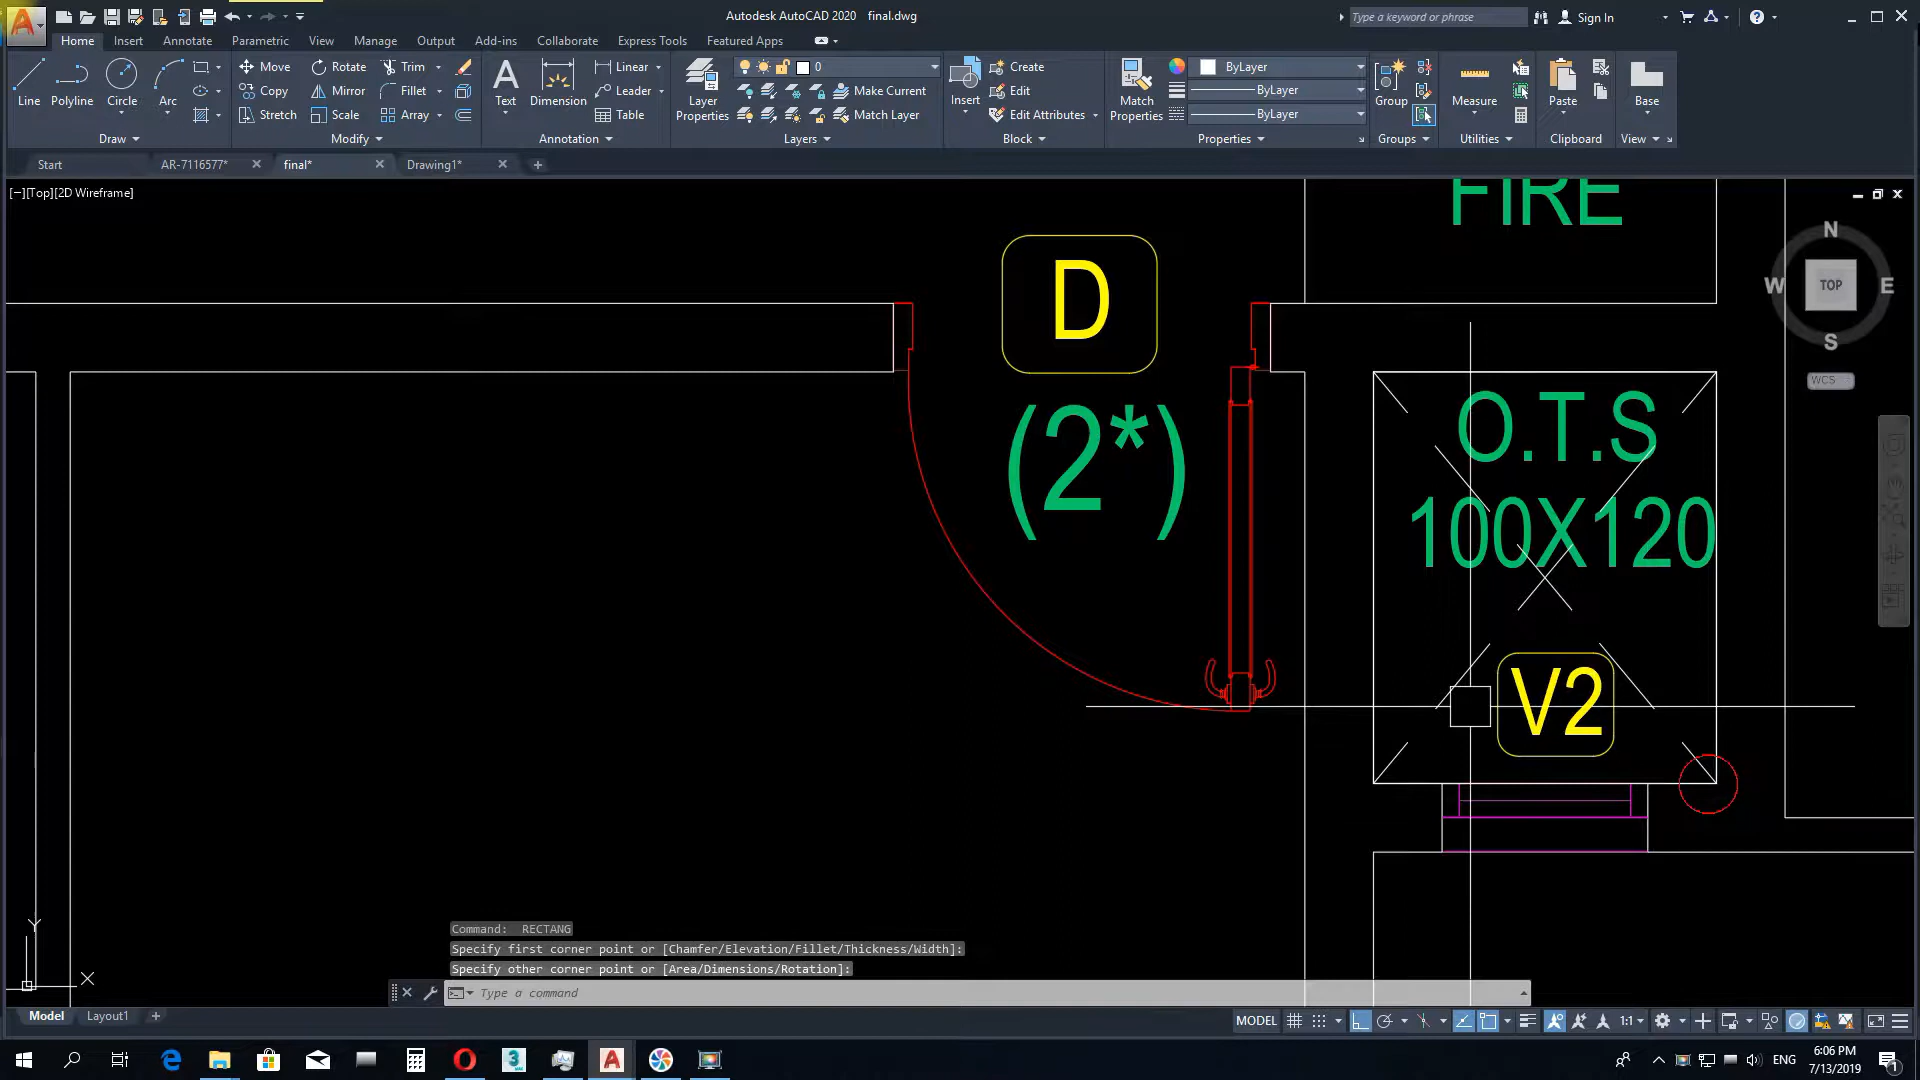 Autodesk AutoCAD 2020 final.dwg
Type a keyword or phrase
Sign In
Home Insert Annotate Parametric View Manage Output Add-ins Collaborate Express Tools Featured Apps
Line Polyline Circle Arc
Move Rotate Trim
Copy Mirror Fillet
Stretch Scale Array
Text Dimension
Linear
Leader
Table
Layer
Properties
0
Make Current
Match Layer
Insert
Create
Edit
Edit Attributes
Match
Properties
ByLayer
ByLayer
ByLayer
Group
Measure
Paste
Base
Draw Modify Annotation Layers Block Properties Groups Utilities Clipboard View
Start AR-7116577* final* Drawing1*
[−][Top][2D Wireframe]
FIRE
N
W TOP E
S
WCS
D
(2*)
O.T.S
100X120
V2
Y
X
Command: RECTANG
Specify first corner point or [Chamfer/Elevation/Fillet/Thickness/Width]:
Specify other corner point or [Area/Dimensions/Rotation]:
Type a command
Model Layout1
MODEL 1:1
ENG
6:06 PM
7/13/2019
1